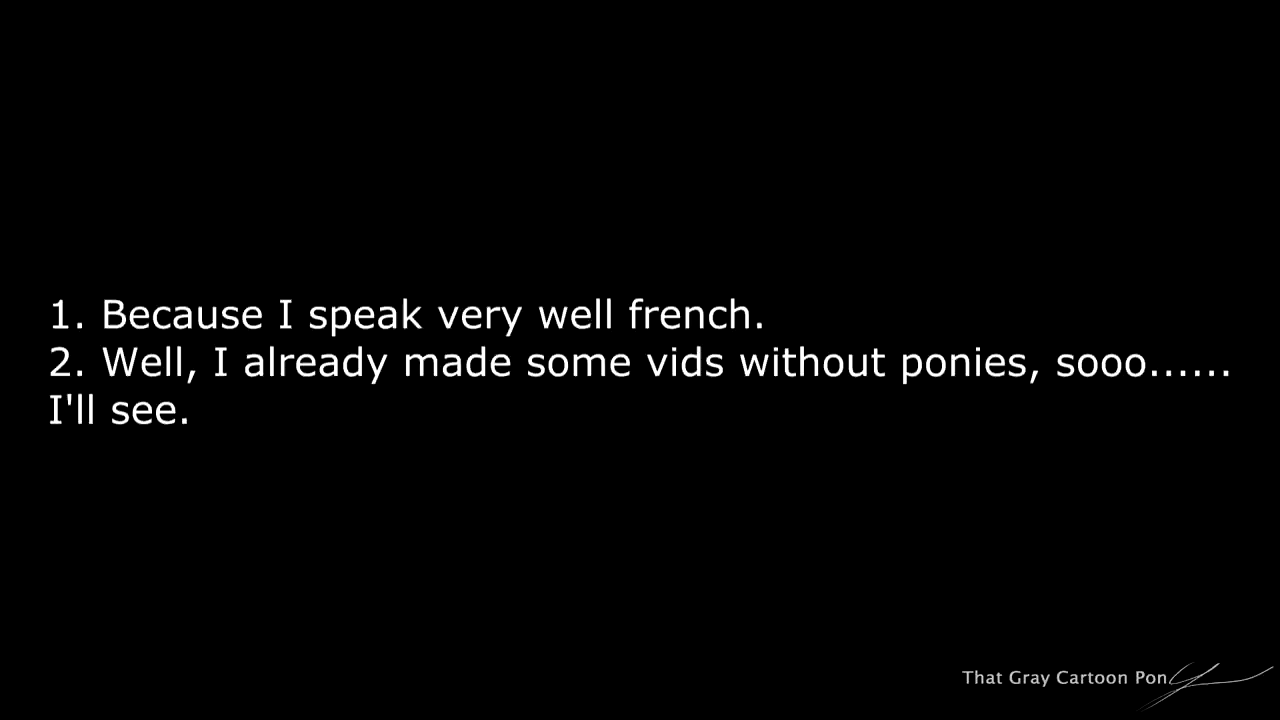 1. Because I speak very well french.
2. Well, I already made some vids without ponies, sooo......
I'll see.
That Gray Cartoon Pony